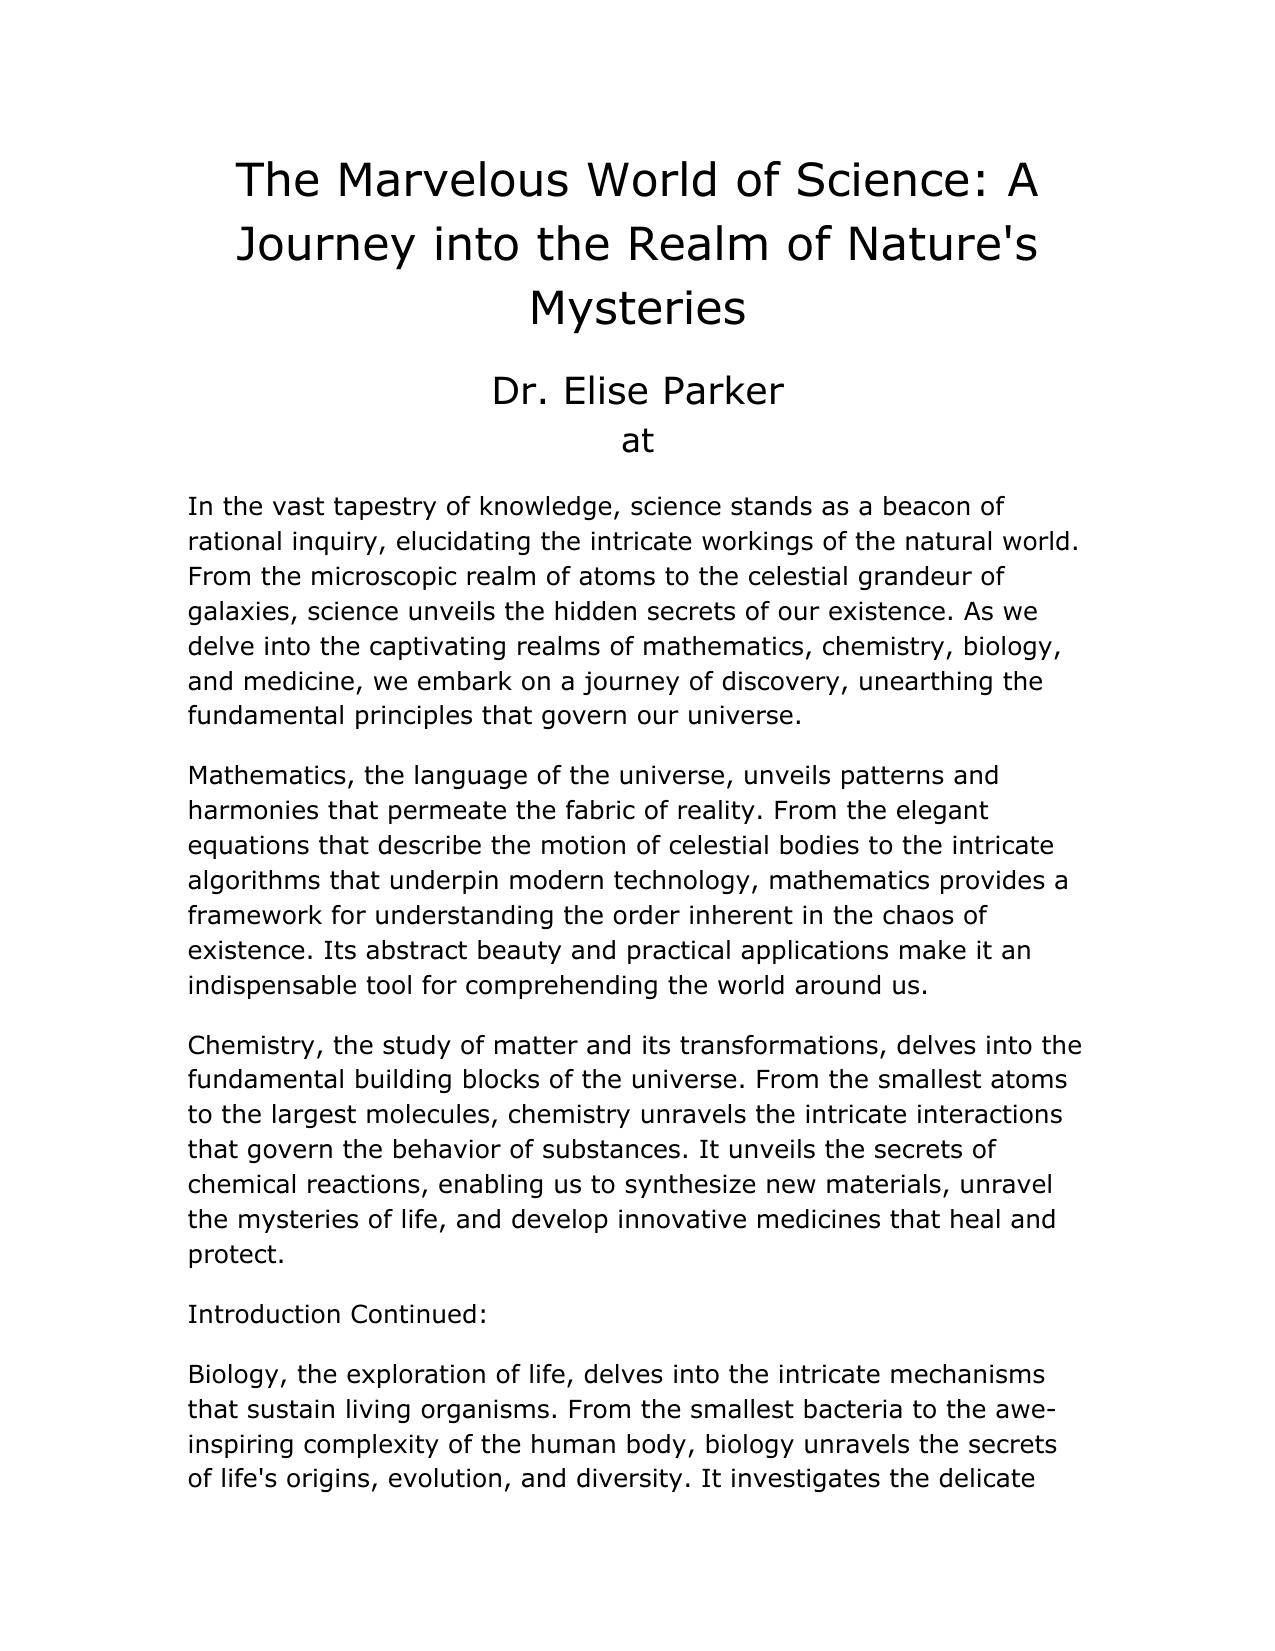 The Marvelous World of Science: A
Journey into the Realm of Nature's
Mysteries
Dr. Elise Parker
at
In the vast tapestry of knowledge, science stands as a beacon of
rational inquiry, elucidating the intricate workings of the natural world.
From the microscopic realm of atoms to the celestial grandeur of
galaxies, science unveils the hidden secrets of our existence. As we
delve into the captivating realms of mathematics, chemistry, biology,
and medicine, we embark on a journey of discovery, unearthing the
fundamental principles that govern our universe.
Mathematics, the language of the universe, unveils patterns and
harmonies that permeate the fabric of reality. From the elegant
equations that describe the motion of celestial bodies to the intricate
algorithms that underpin modern technology, mathematics provides a
framework for understanding the order inherent in the chaos of
existence. Its abstract beauty and practical applications make it an
indispensable tool for comprehending the world around us.
Chemistry, the study of matter and its transformations, delves into the
fundamental building blocks of the universe. From the smallest atoms
to the largest molecules, chemistry unravels the intricate interactions
that govern the behavior of substances. It unveils the secrets of
chemical reactions, enabling us to synthesize new materials, unravel
the mysteries of life, and develop innovative medicines that heal and
protect.
Introduction Continued:
Biology, the exploration of life, delves into the intricate mechanisms
that sustain living organisms. From the smallest bacteria to the awe-
inspiring complexity of the human body, biology unravels the secrets
of life's origins, evolution, and diversity. It investigates the delicate